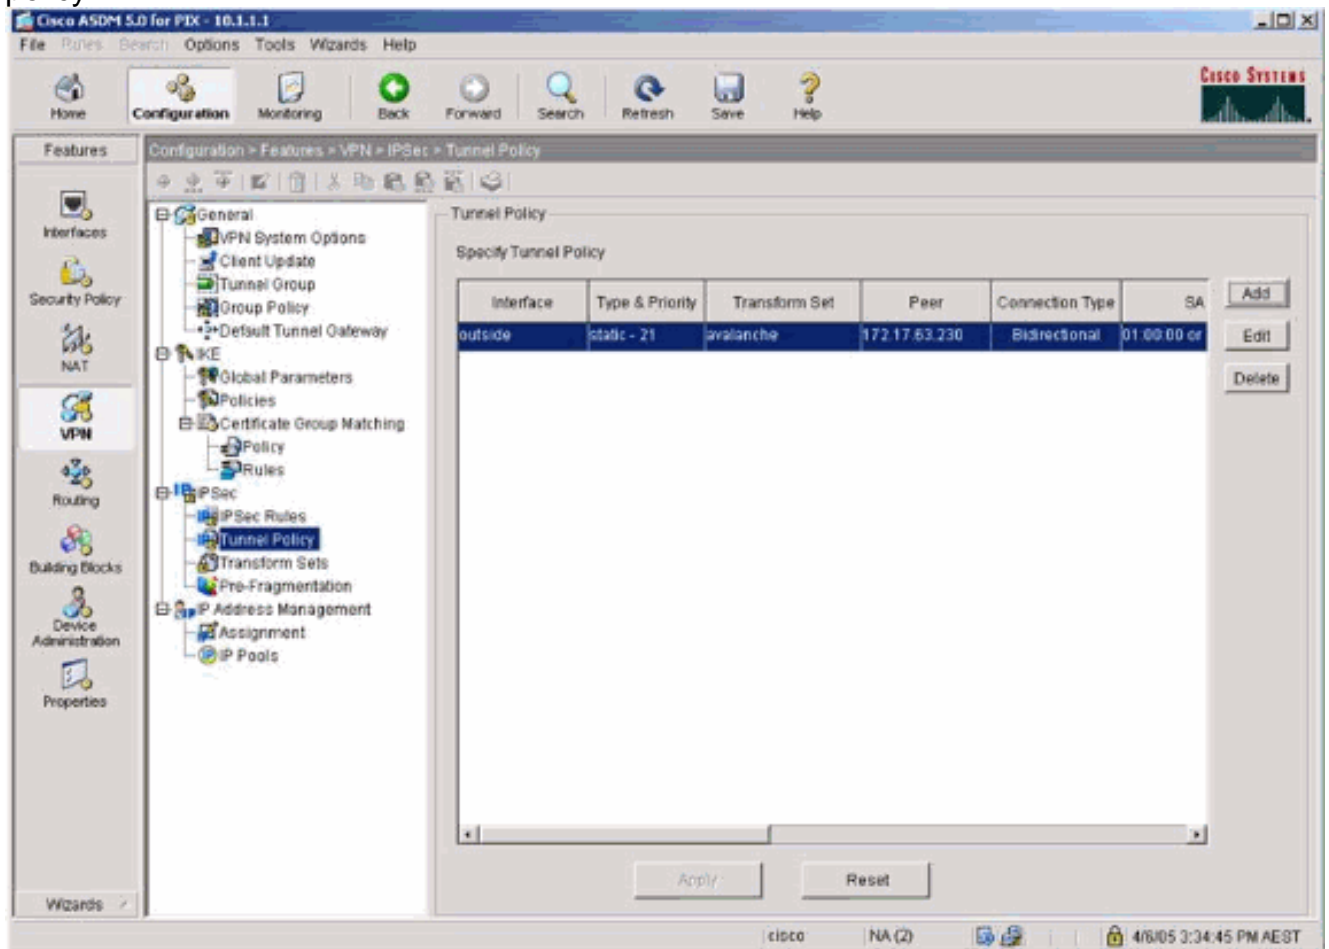 policy
Cisco ASDM 5.0 for PIX - 10.1.1.1
File Rules Search Options Tools Wizards Help
Home Configuration Monitoring Back Forward Search Refresh Save Help
CISCO SYSTEMS
Features
Configuration > Features > VPN > IPSec > Tunnel Policy
Interfaces
Security Policy
NAT
VPN
Routing
Building Blocks
Device
Administration
Properties
Wizards
General
VPN System Options
Client Update
Tunnel Group
Group Policy
Default Tunnel Gateway
IKE
Global Parameters
Policies
Certificate Group Matching
Policy
Rules
IPSec
IPSec Rules
Tunnel Policy
Transform Sets
Pre-Fragmentation
IP Address Management
Assignment
IP Pools
Tunnel Policy
Specify Tunnel Policy
Interface Type & Priority Transform Set Peer Connection Type SA
outside static - 21 avalanche 172.17.63.230 Bidirectional 01:00:00 or
Add
Edit
Delete
Apply Reset
cisco NA (2) 4/6/05 3:34:45 PM AEST